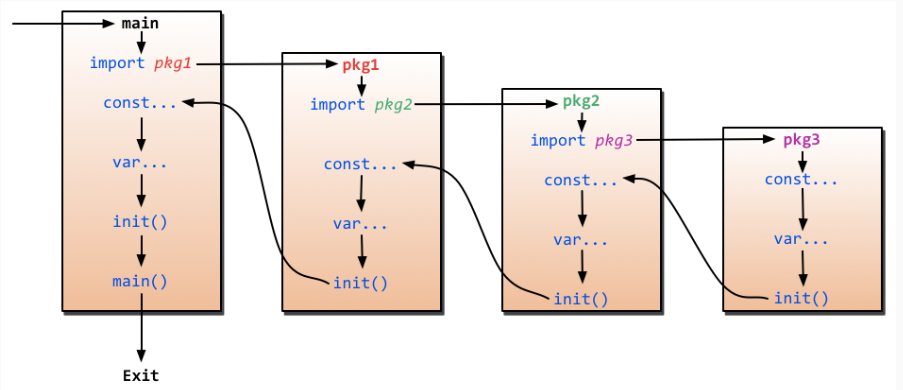 main
import pkg1
const...
var...
init()
main()
Exit
pkg1
import pkg2
const...
var...
init()
pkg2
import pkg3
const...
var...
init()
pkg3
const...
var...
init()